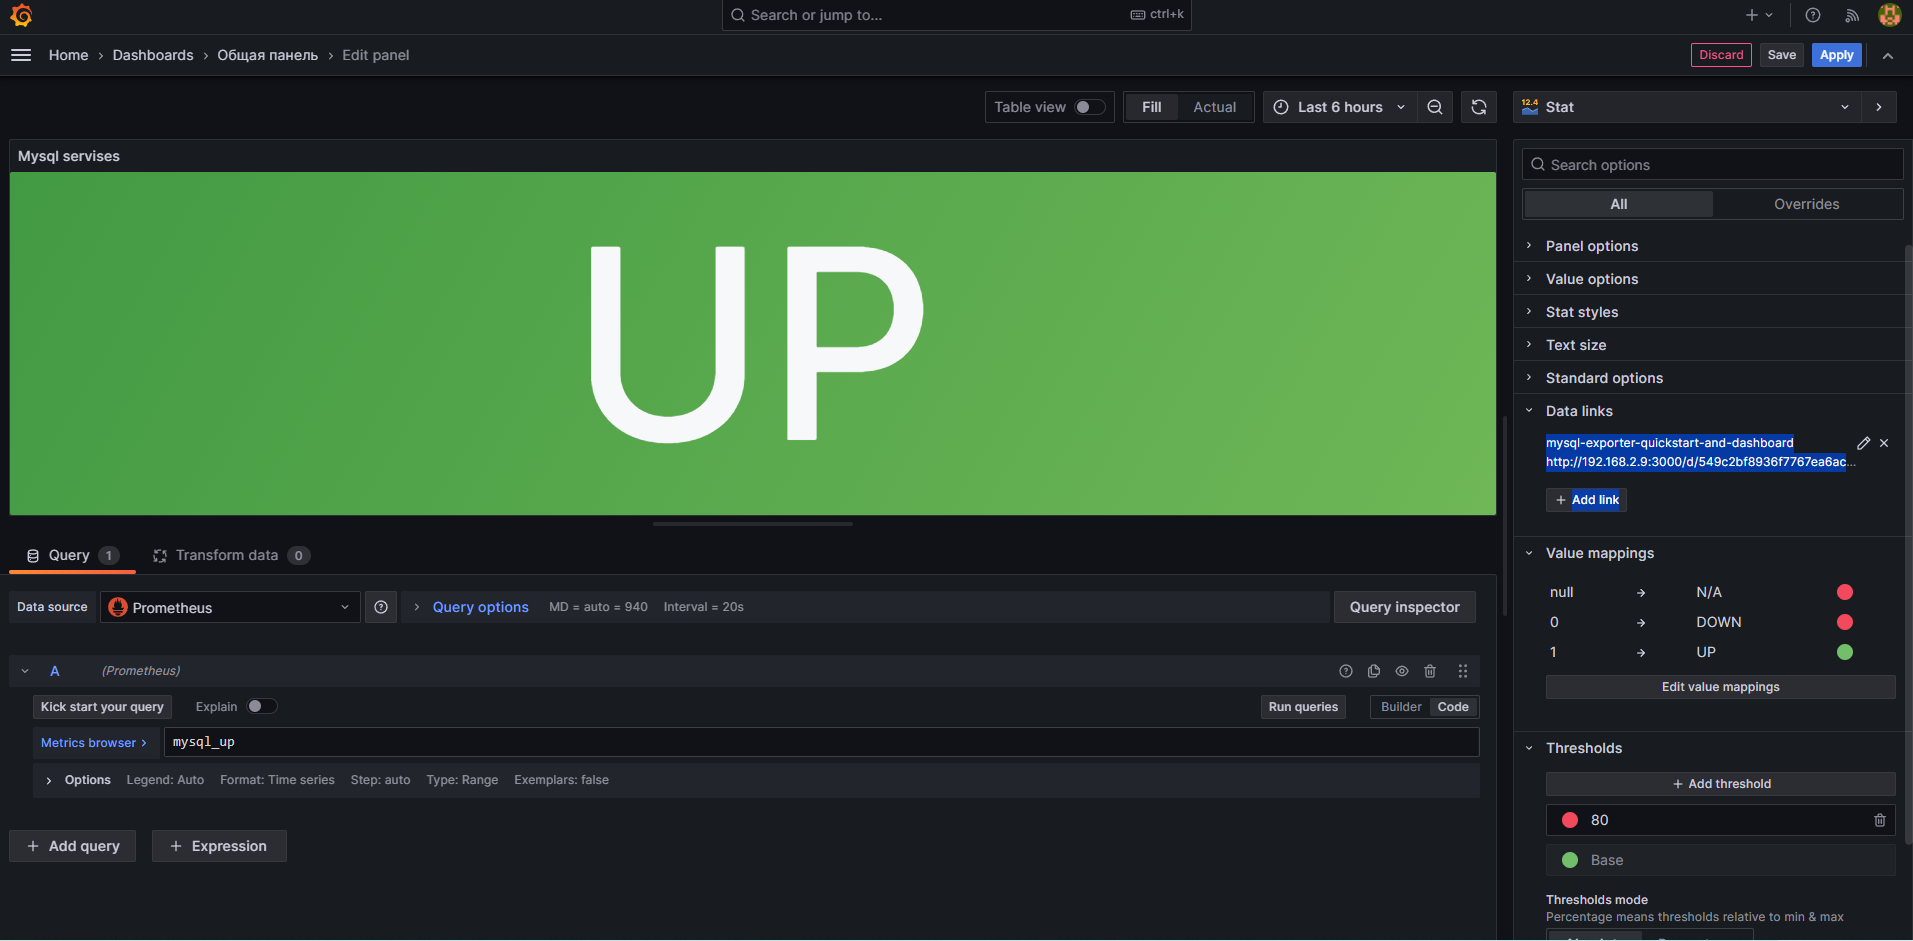 Search or jump to...
ctrl+k
Home › Dashboards › Общая панель › Edit panel
Discard
Save
Apply
Table view
Fill
Actual
Last 6 hours
12.4
Stat
Mysql servises
UP
Search options
All
Overrides
Panel options
Value options
Stat styles
Text size
Standard options
Data links
mysql-exporter-quickstart-and-dashboard
http://192.168.2.9:3000/d/549c2bf8936f7767ea6ac...
+ Add link
Value mappings
null → N/A
0 → DOWN
1 → UP
Edit value mappings
Thresholds
+ Add threshold
80
Base
Thresholds mode
Percentage means thresholds relative to min & max
Query 1
Transform data 0
Data source
Prometheus
Query options
MD = auto = 940
Interval = 20s
Query inspector
A
(Prometheus)
Kick start your query
Explain
Run queries
Builder
Code
Metrics browser >
mysql_up
Options
Legend: Auto
Format: Time series
Step: auto
Type: Range
Exemplars: false
+ Add query
+ Expression